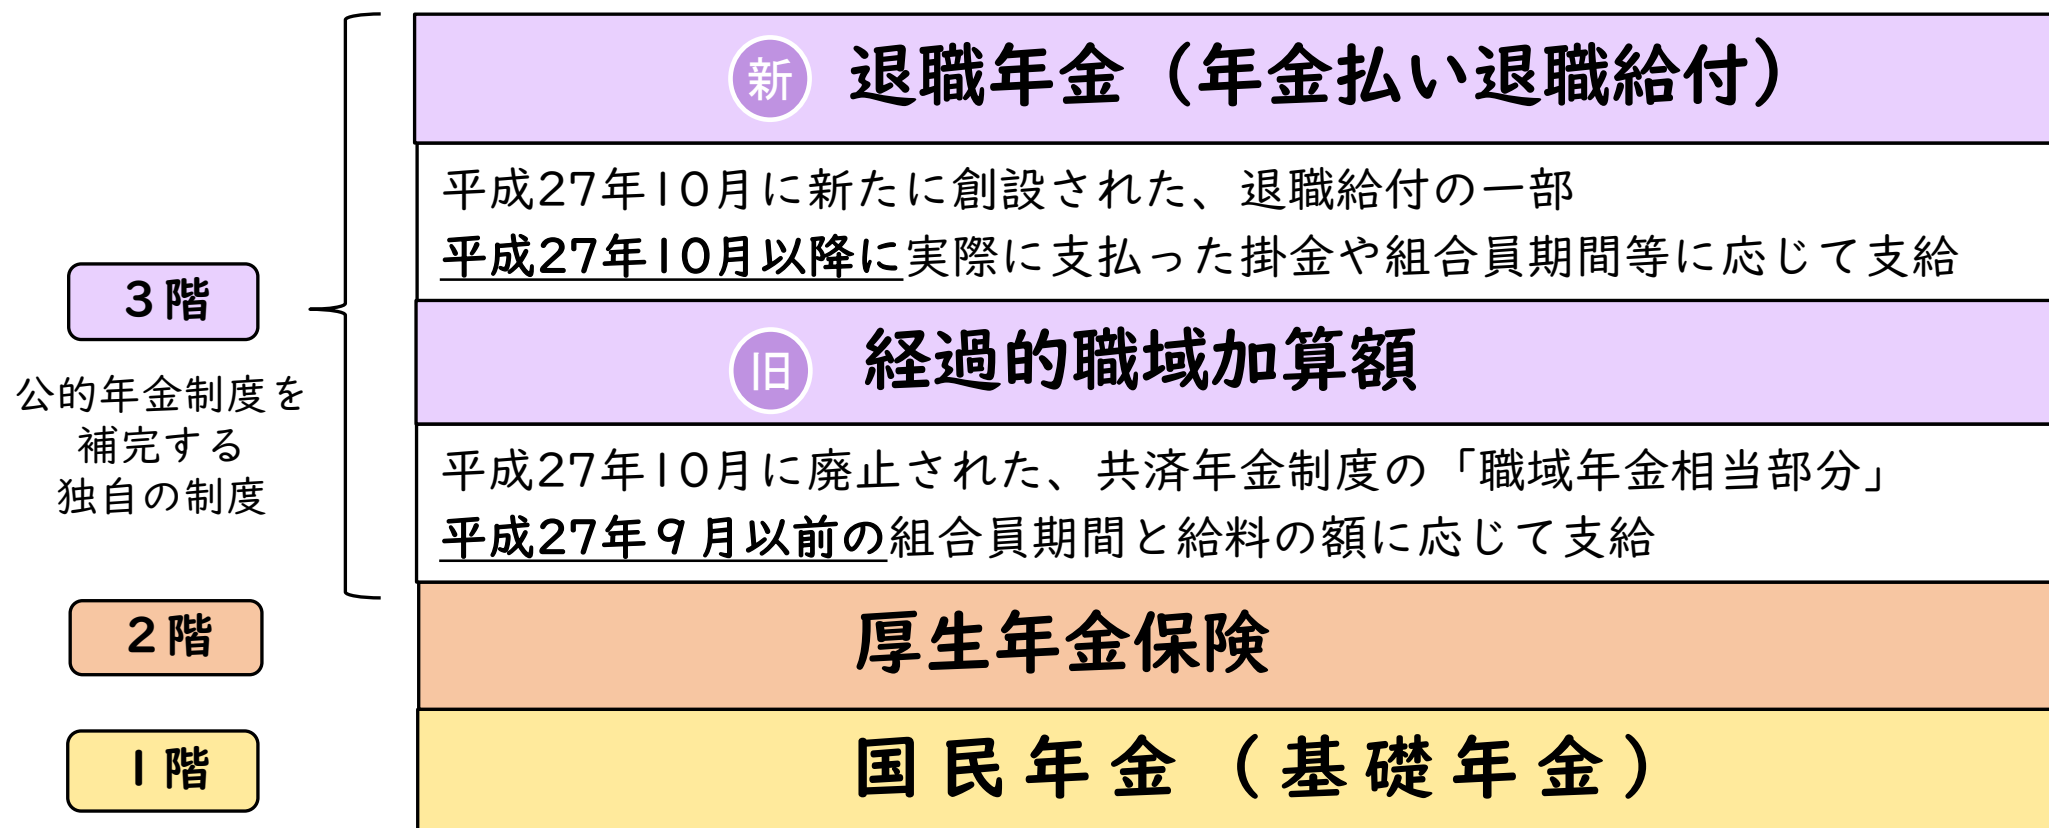 新 退職年金（年金払い退職給付）
平成27年10月に新たに創設された、退職給付の一部
平成27年10月以降に実際に支払った掛金や組合員期間等に応じて支給
3階
公的年金制度を
補完する
独自の制度
旧 経過的職域加算額
平成27年10月に廃止された、共済年金制度の「職域年金相当部分」
平成27年9月以前の組合員期間と給料の額に応じて支給
2階
厚生年金保険
1階
国民年金（基礎年金）